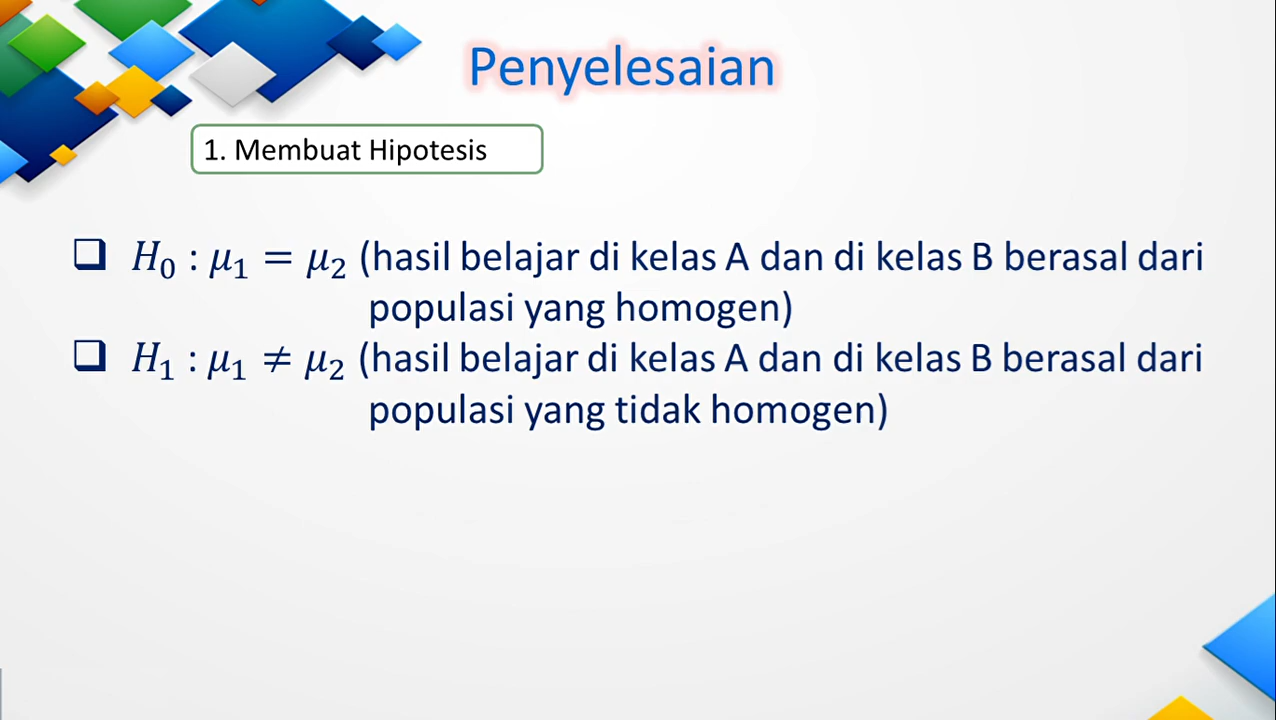 Penyelesaian
1. Membuat Hipotesis
❑ H₀ : μ₁ = μ₂ (hasil belajar di kelas A dan di kelas B berasal dari
populasi yang homogen)
❑ H₁ : μ₁ ≠ μ₂ (hasil belajar di kelas A dan di kelas B berasal dari
populasi yang tidak homogen)